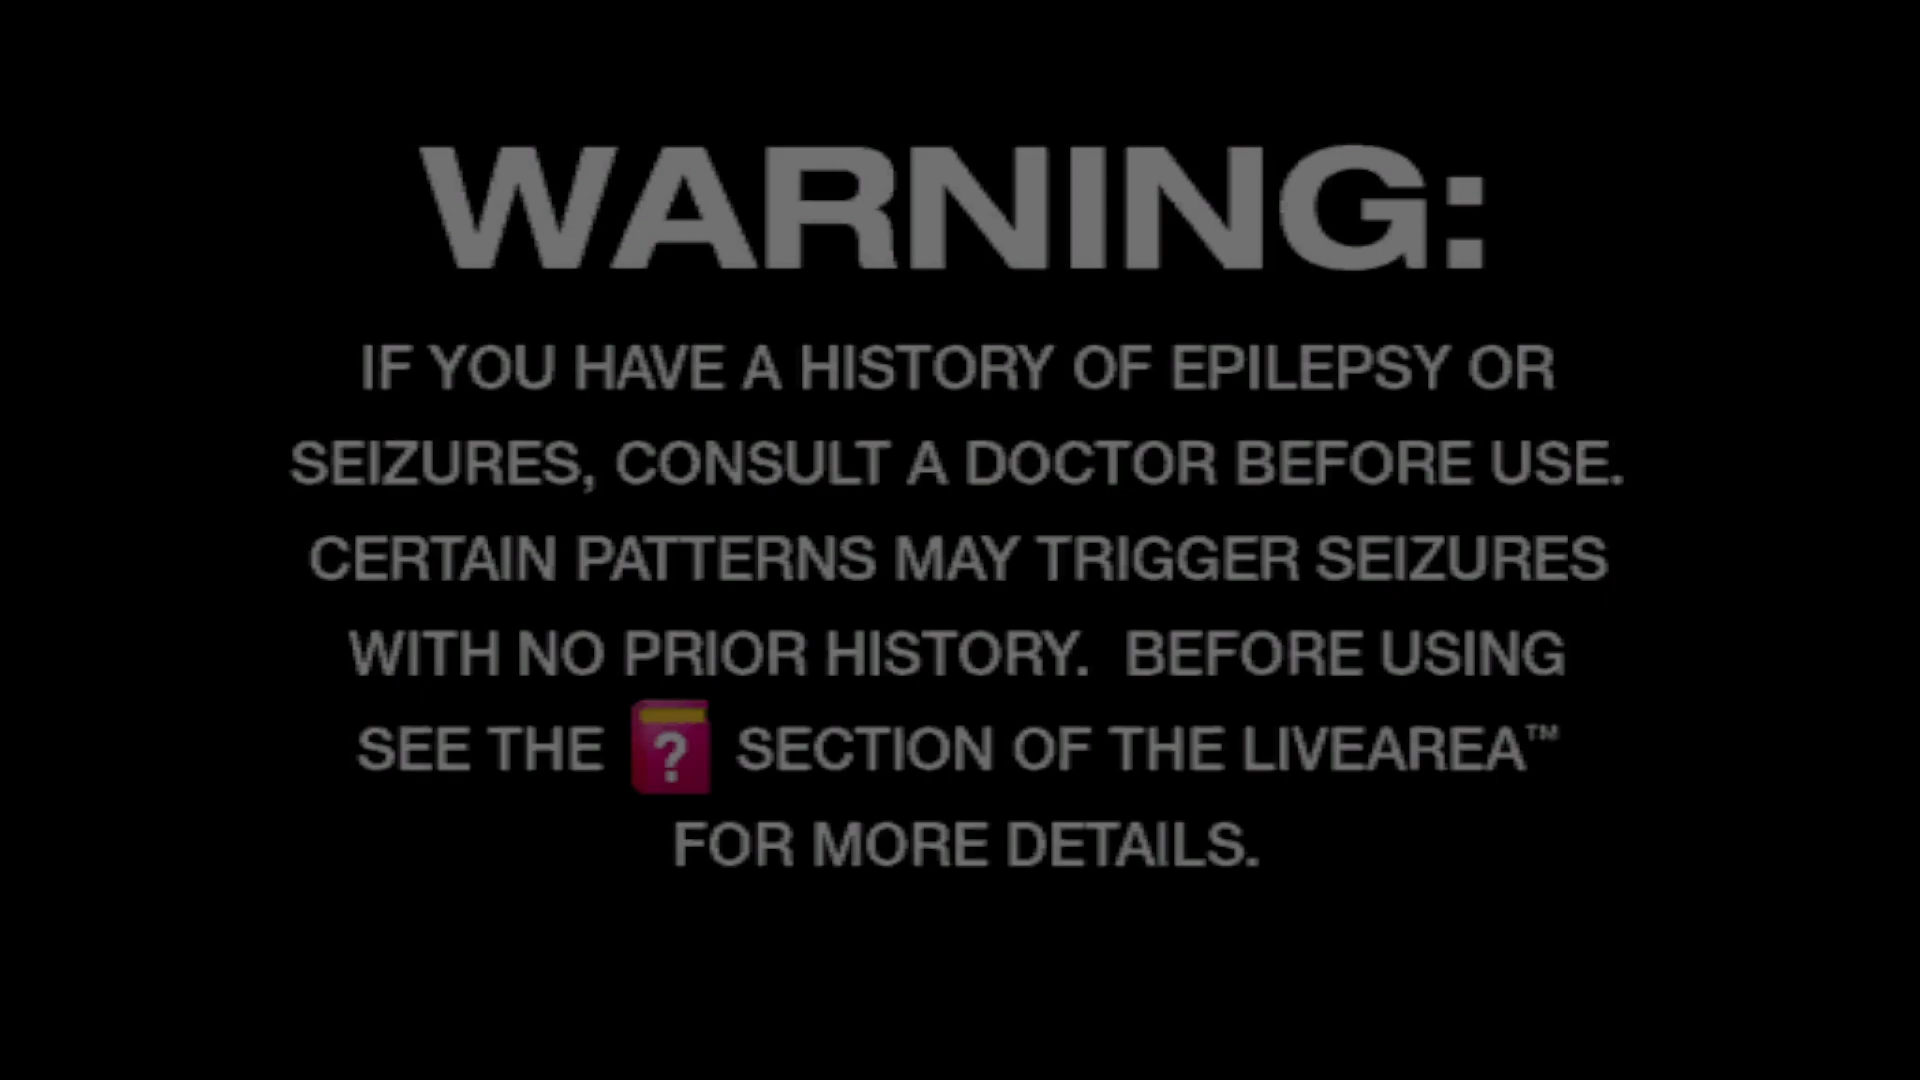 WARNING:
IF YOU HAVE A HISTORY OF EPILEPSY OR
SEIZURES, CONSULT A DOCTOR BEFORE USE.
CERTAIN PATTERNS MAY TRIGGER SEIZURES
WITH NO PRIOR HISTORY.  BEFORE USING
SEE THE ? SECTION OF THE LIVEAREA™
FOR MORE DETAILS.